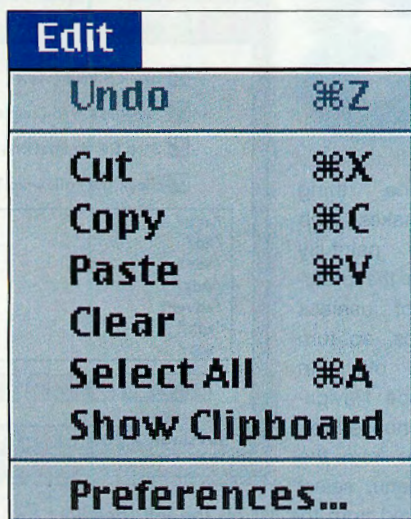 Edit
Undo ⌘Z
Cut ⌘X
Copy ⌘C
Paste ⌘V
Clear
Select All ⌘A
Show Clipboard
Preferences...